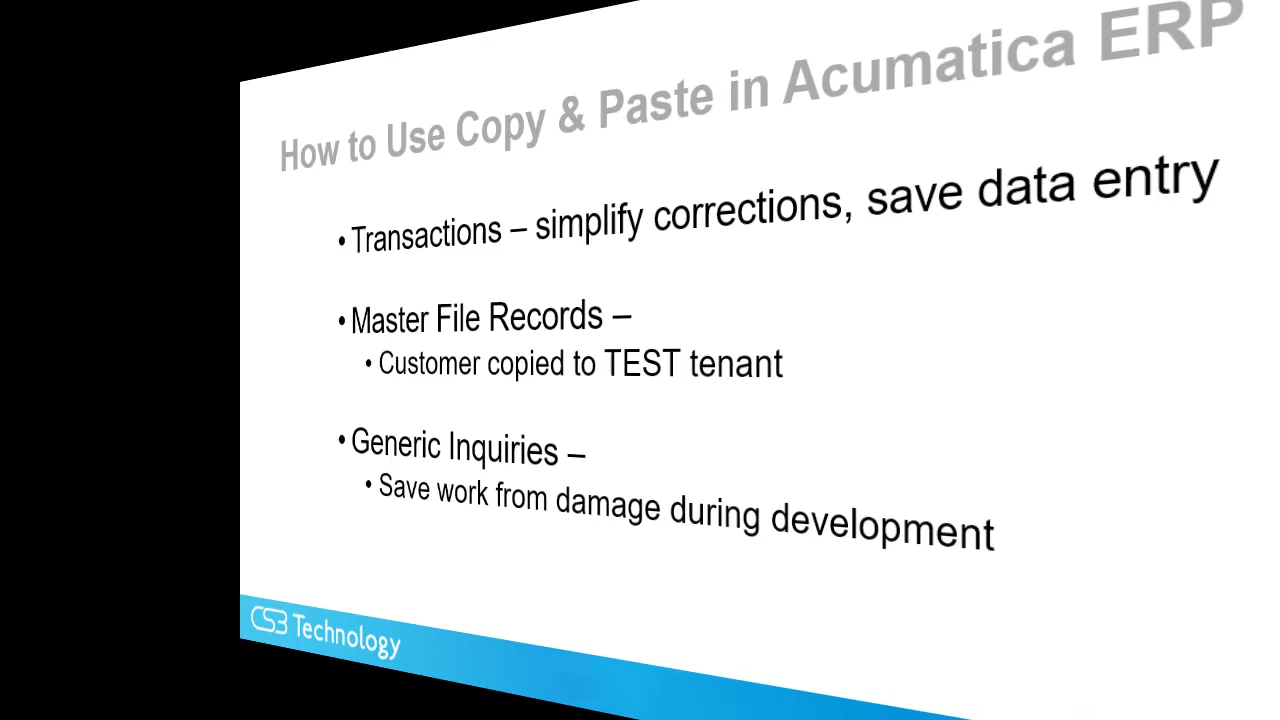 How to Use Copy & Paste in Acumatica ERP
• Transactions – simplify corrections, save data entry
• Master File Records –
• Customer copied to TEST tenant
• Generic Inquiries –
• Save work from damage during development
CSB Technology